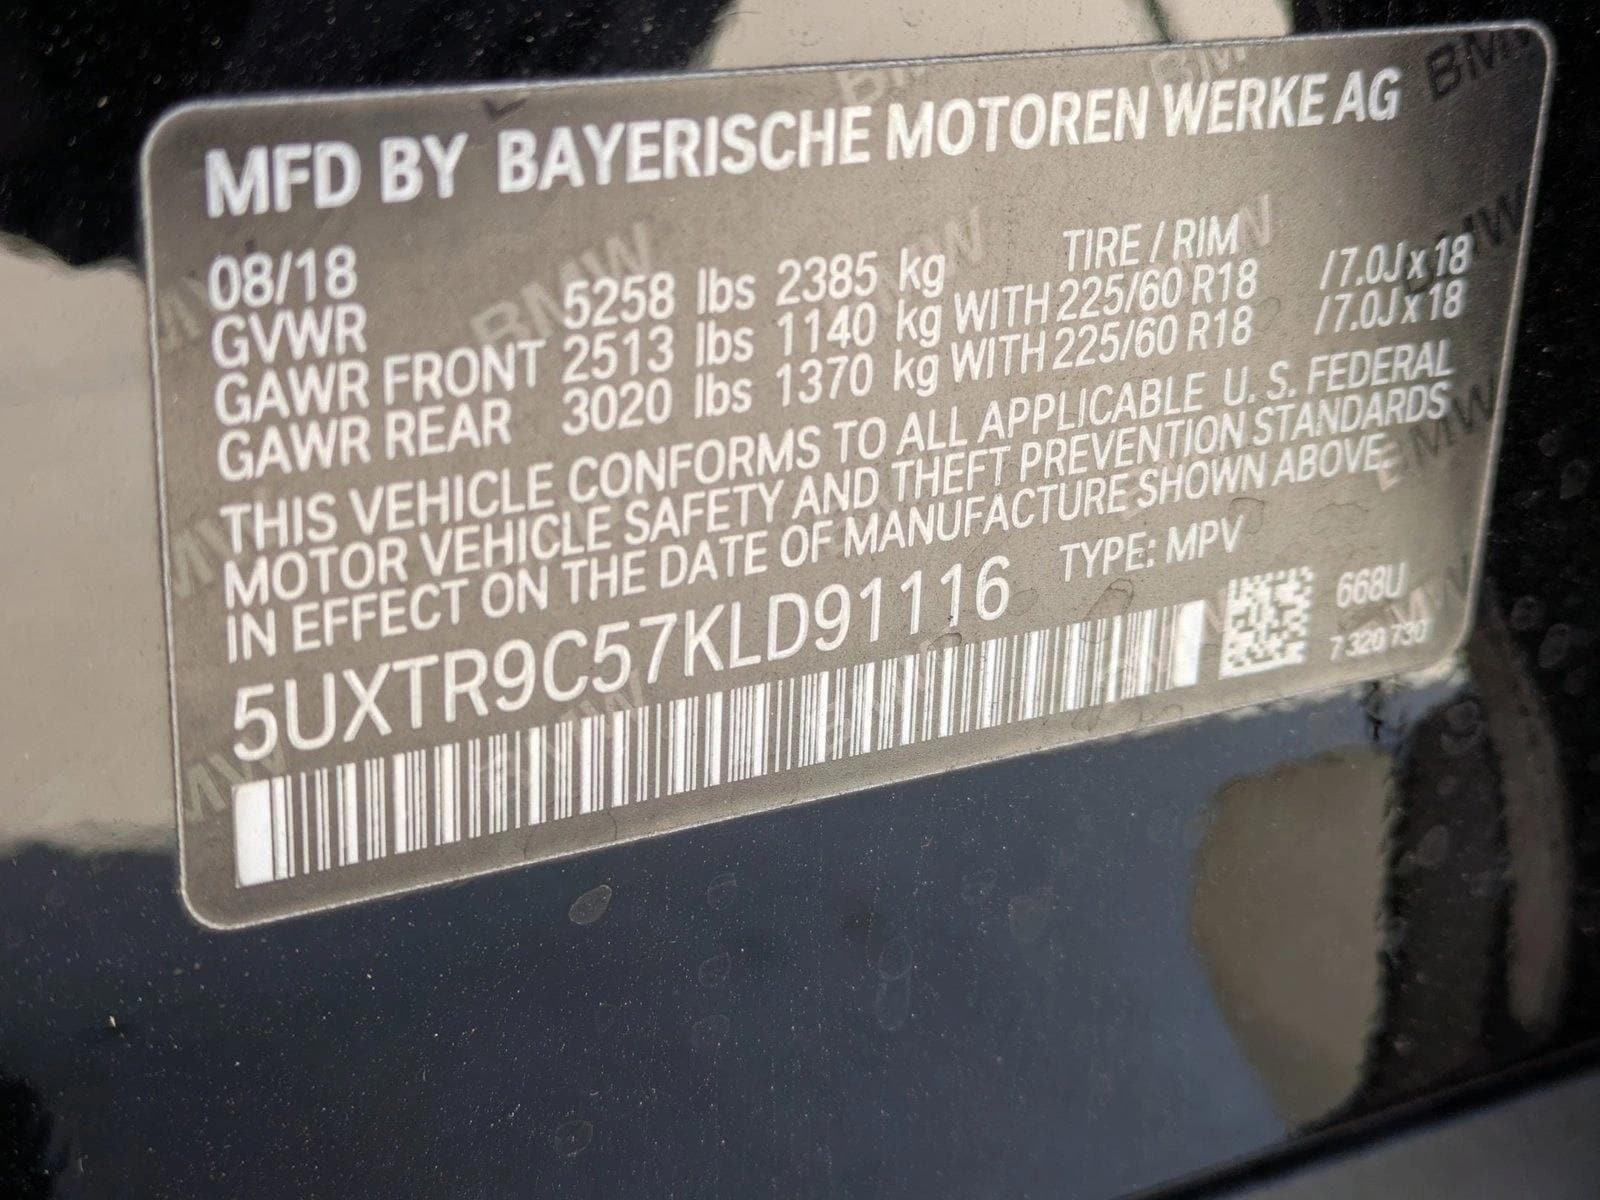 MFD BY BAYERISCHE MOTOREN WERKE AG
08/18 TIRE / RIM
GVWR 5258 lbs 2385 kg
GAWR FRONT 2513 lbs 1140 kg WITH 225/60 R18 /7.0J x 18
GAWR REAR 3020 lbs 1370 kg WITH 225/60 R18 /7.0J x 18
THIS VEHICLE CONFORMS TO ALL APPLICABLE U. S. FEDERAL
MOTOR VEHICLE SAFETY AND THEFT PREVENTION STANDARDS
IN EFFECT ON THE DATE OF MANUFACTURE SHOWN ABOVE.
5UXTR9C57KLD91116 TYPE: MPV
668U
7 320 730